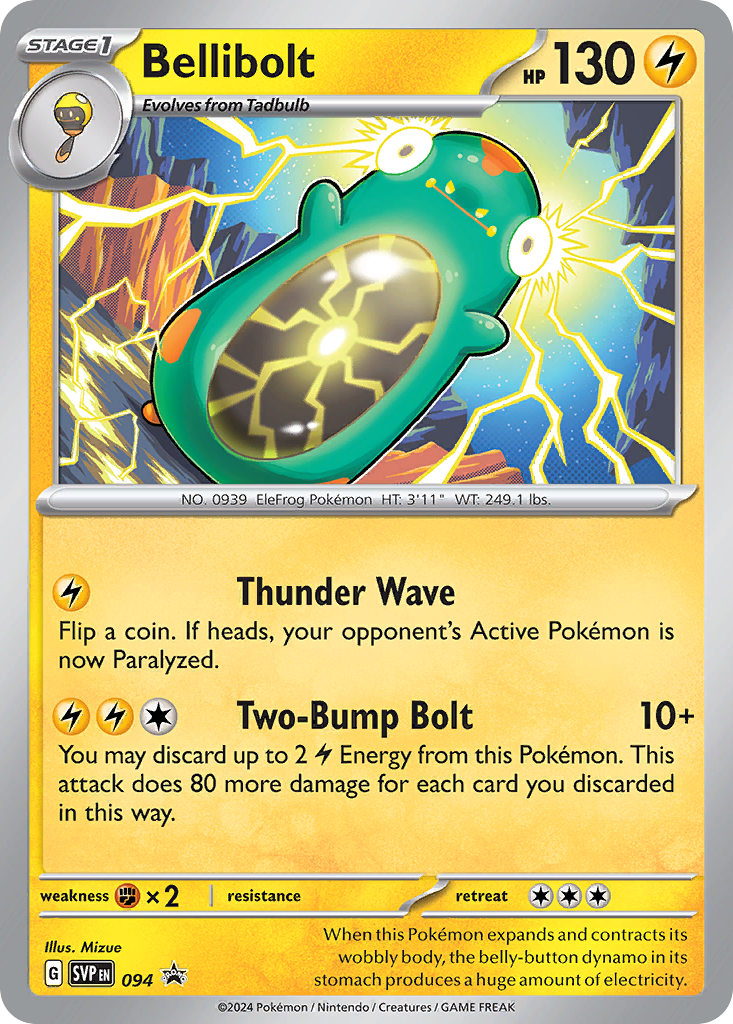 STAGE1
Bellibolt
HP 130
Evolves from Tadbulb
NO. 0939 EleFrog Pokémon HT: 3'11" WT: 249.1 lbs.
Thunder Wave
Flip a coin. If heads, your opponent's Active Pokémon is
now Paralyzed.
Two-Bump Bolt 10+
You may discard up to 2 Energy from this Pokémon. This
attack does 80 more damage for each card you discarded
in this way.
weakness ×2 resistance retreat
Illus. Mizue
G SVP EN 094
When this Pokémon expands and contracts its
wobbly body, the belly-button dynamo in its
stomach produces a huge amount of electricity.
©2024 Pokémon / Nintendo / Creatures / GAME FREAK